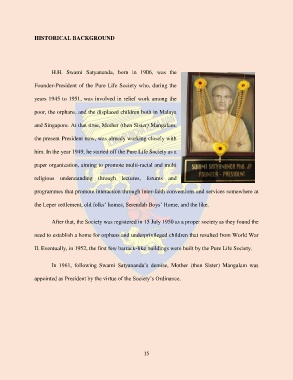 HISTORICAL BACKGROUND
H.H. Swami Satyananda, born in 1906, was the
Founder-President of the Pure Life Society who, during the
years 1945 to 1951, was involved in relief work among the
poor, the orphans, and the displaced children both in Malaya
and Singapore. At that time, Mother (then Sister) Mangalam,
the present President now, was already working closely with
him. In the year 1949, he started off the Pure Life Society as a
paper organization, aiming to promote multi-racial and multi
religious understanding through lectures, forums and
programmes that promote interaction through inter-faith conventions and services somewhere at
the Leper settlement, old folks' homes, Serendah Boys' Home, and the like.
After that, the Society was registered in 15 July 1950 as a proper society as they found the
need to establish a home for orphans and underprivileged children that resulted from World War
II. Eventually, in 1952, the first few barrack-like buildings were built by the Pure Life Society.
In 1961, following Swami Satyananda's demise, Mother (then Sister) Mangalam was
appointed as President by the virtue of the Society's Ordinance.
SWAMI SATYANANDA
FOUNDER - PRESIDENT
15